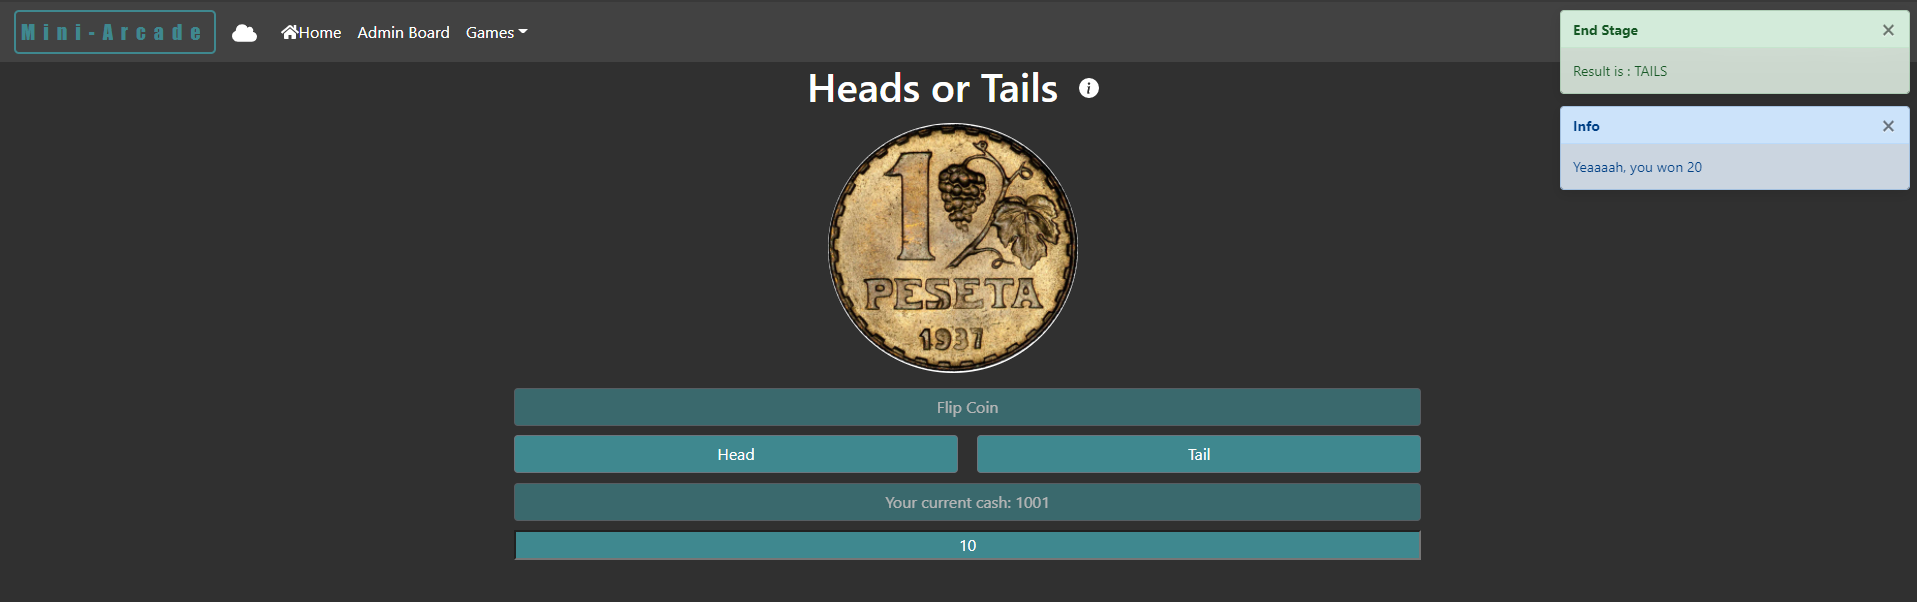 Mini-Arcade Home Admin Board Games
Heads or Tails
1
PESETA
1937
Flip Coin
Head Tail
Your current cash: 1001
10
End Stage
Result is : TAILS
Info
Yeaaaah, you won 20